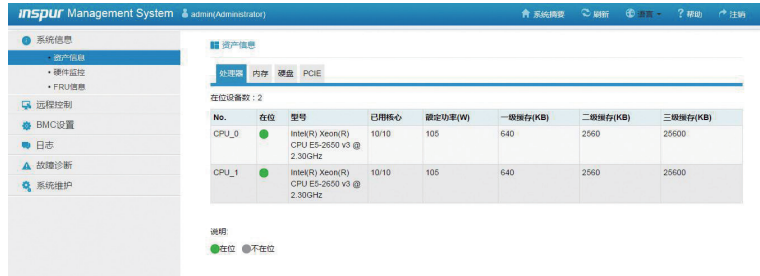 inspur Management System admin(Administrator) 系统摘要 刷新 语言 ? 帮助 注销
系统信息
• 资产信息
• 硬件监控
• FRU信息
远程控制
BMC设置
日志
故障诊断
系统维护
资产信息
处理器 内存 硬盘 PCIE
在位设备数：2
No. 在位 型号 已用核心 额定功率(W) 一级缓存(KB) 二级缓存(KB) 三级缓存(KB)
CPU_0 Intel(R) Xeon(R) 10/10 105 640 2560 25600
CPU E5-2650 v3 @
2.30GHz
CPU_1 Intel(R) Xeon(R) 10/10 105 640 2560 25600
CPU E5-2650 v3 @
2.30GHz
说明:
在位 不在位